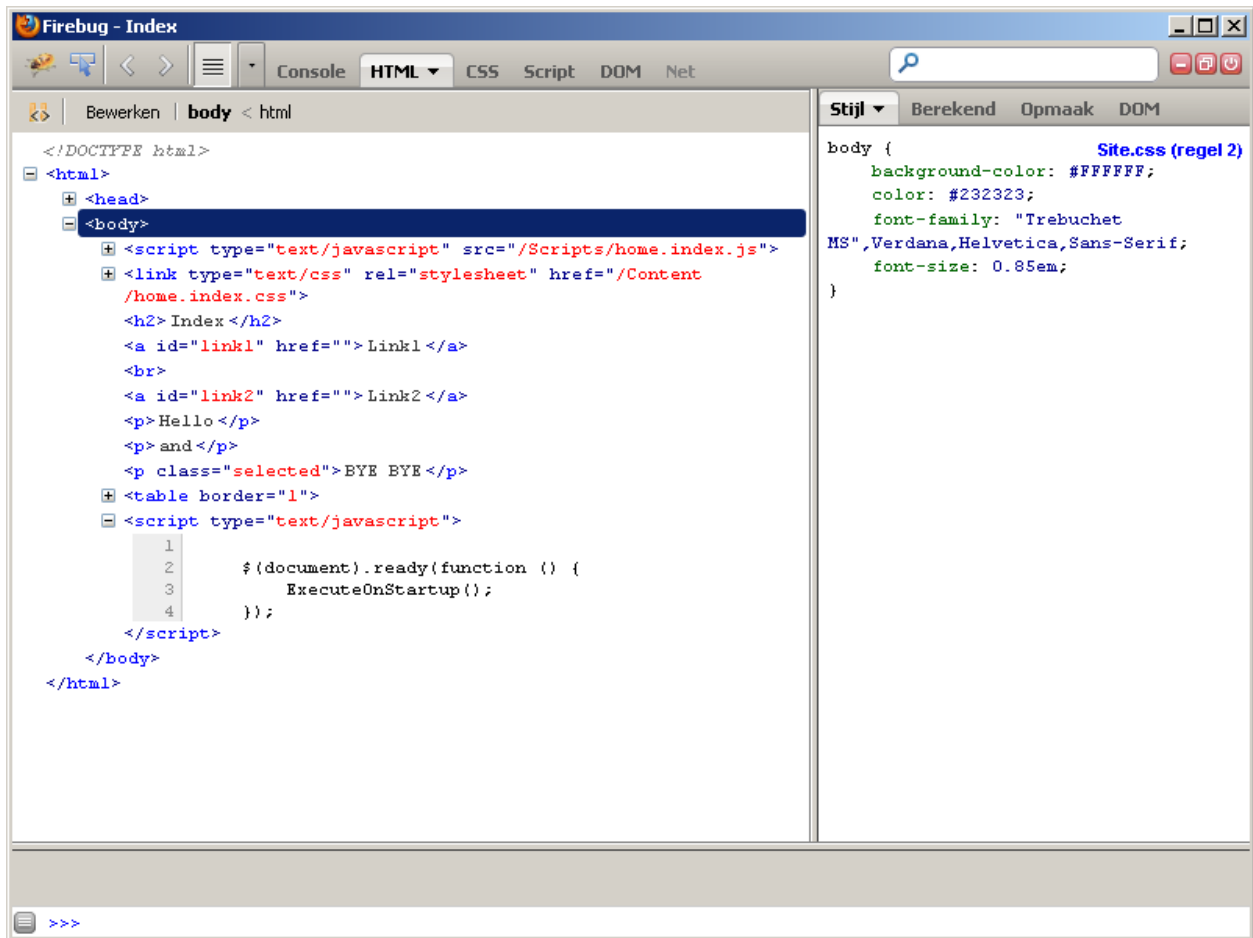 Firebug - Index
Console HTML CSS Script DOM Net
Bewerken body < html
<!DOCTYPE html>
<html>
<head>
<body>
<script type="text/javascript" src="/Scripts/home.index.js">
<link type="text/css" rel="stylesheet" href="/Content
/home.index.css">
<h2>Index</h2>
<a id="link1" href="">Link1</a>
<br>
<a id="link2" href="">Link2</a>
<p>Hello</p>
<p>and</p>
<p class="selected">BYE BYE</p>
<table border="1">
<script type="text/javascript">
1
2 $(document).ready(function () {
3 ExecuteOnStartup();
4 });
</script>
</body>
</html>
Stijl Berekend Opmaak DOM
body { Site.css (regel 2)
background-color: #FFFFFF;
color: #232323;
font-family: "Trebuchet
MS",Verdana,Helvetica,Sans-Serif;
font-size: 0.85em;
}
>>>